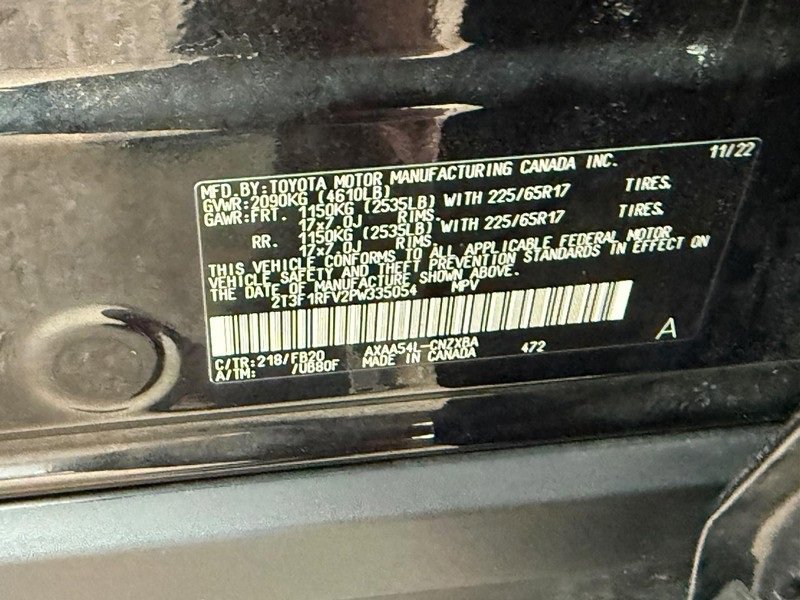 11/22
MFD.BY:TOYOTA MOTOR MANUFACTURING CANADA INC.
GVWR:2090KG (4610LB)
GAWR:FRT. 1150KG (2535LB) WITH 225/65R17 TIRES,
17x7.0J RIMS.
RR. 1150KG (2535LB) WITH 225/65R17 TIRES,
17x7.0J RIMS.
THIS VEHICLE CONFORMS TO ALL APPLICABLE FEDERAL MOTOR
VEHICLE SAFETY AND THEFT PREVENTION STANDARDS IN EFFECT ON
THE DATE OF MANUFACTURE SHOWN ABOVE.
2T3F1RFV2PW335054 MPV
C/TR:218/FB20 AXAA54L-CNZXBA 472 A
A/TM: /U680F MADE IN CANADA